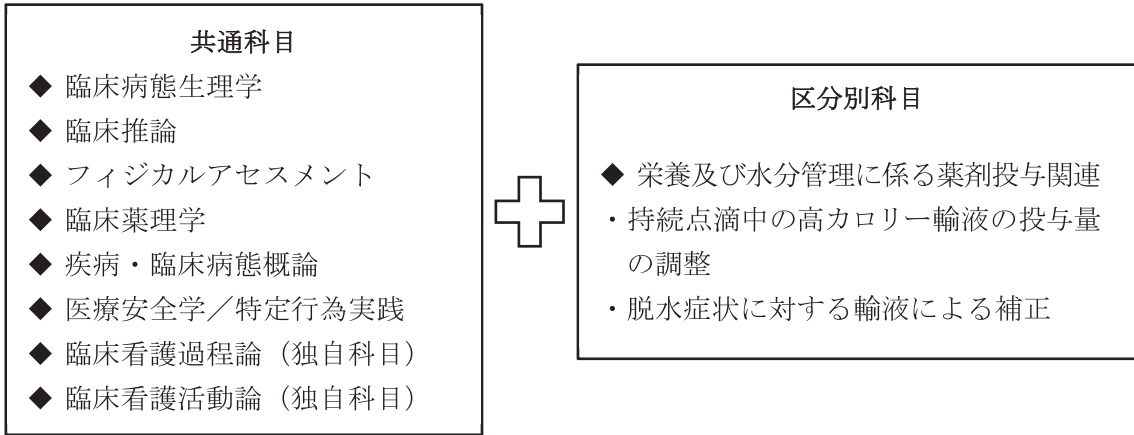 共通科目
◆ 臨床病態生理学
◆ 臨床推論
◆ フィジカルアセスメント
◆ 臨床薬理学
◆ 疾病・臨床病態概論
◆ 医療安全学／特定行為実践
◆ 臨床看護過程論（独自科目）
◆ 臨床看護活動論（独自科目）
区分別科目
◆ 栄養及び水分管理に係る薬剤投与関連
・持続点滴中の高カロリー輸液の投与量
の調整
・脱水症状に対する輸液による補正